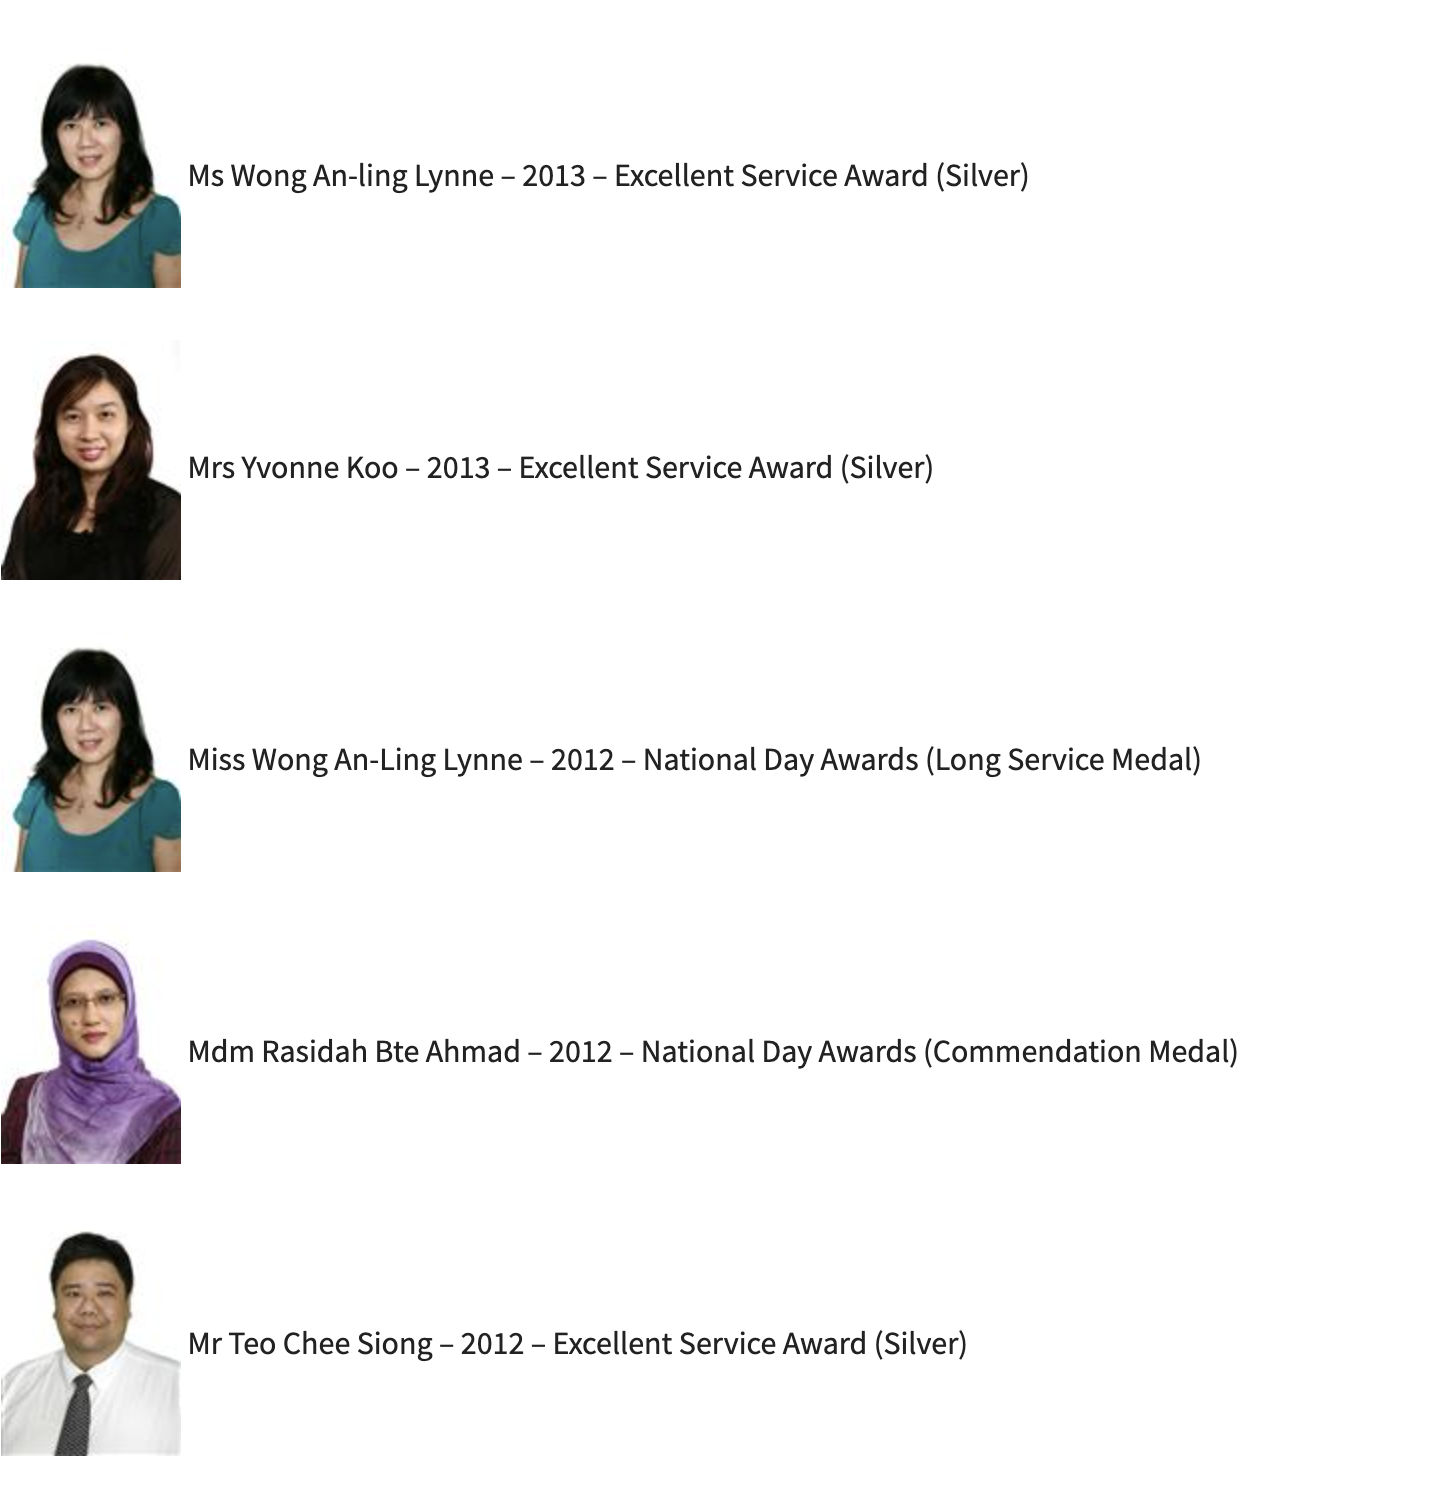 Ms Wong An-ling Lynne – 2013 – Excellent Service Award (Silver)
Mrs Yvonne Koo – 2013 – Excellent Service Award (Silver)
Miss Wong An-Ling Lynne – 2012 – National Day Awards (Long Service Medal)
Mdm Rasidah Bte Ahmad – 2012 – National Day Awards (Commendation Medal)
Mr Teo Chee Siong – 2012 – Excellent Service Award (Silver)